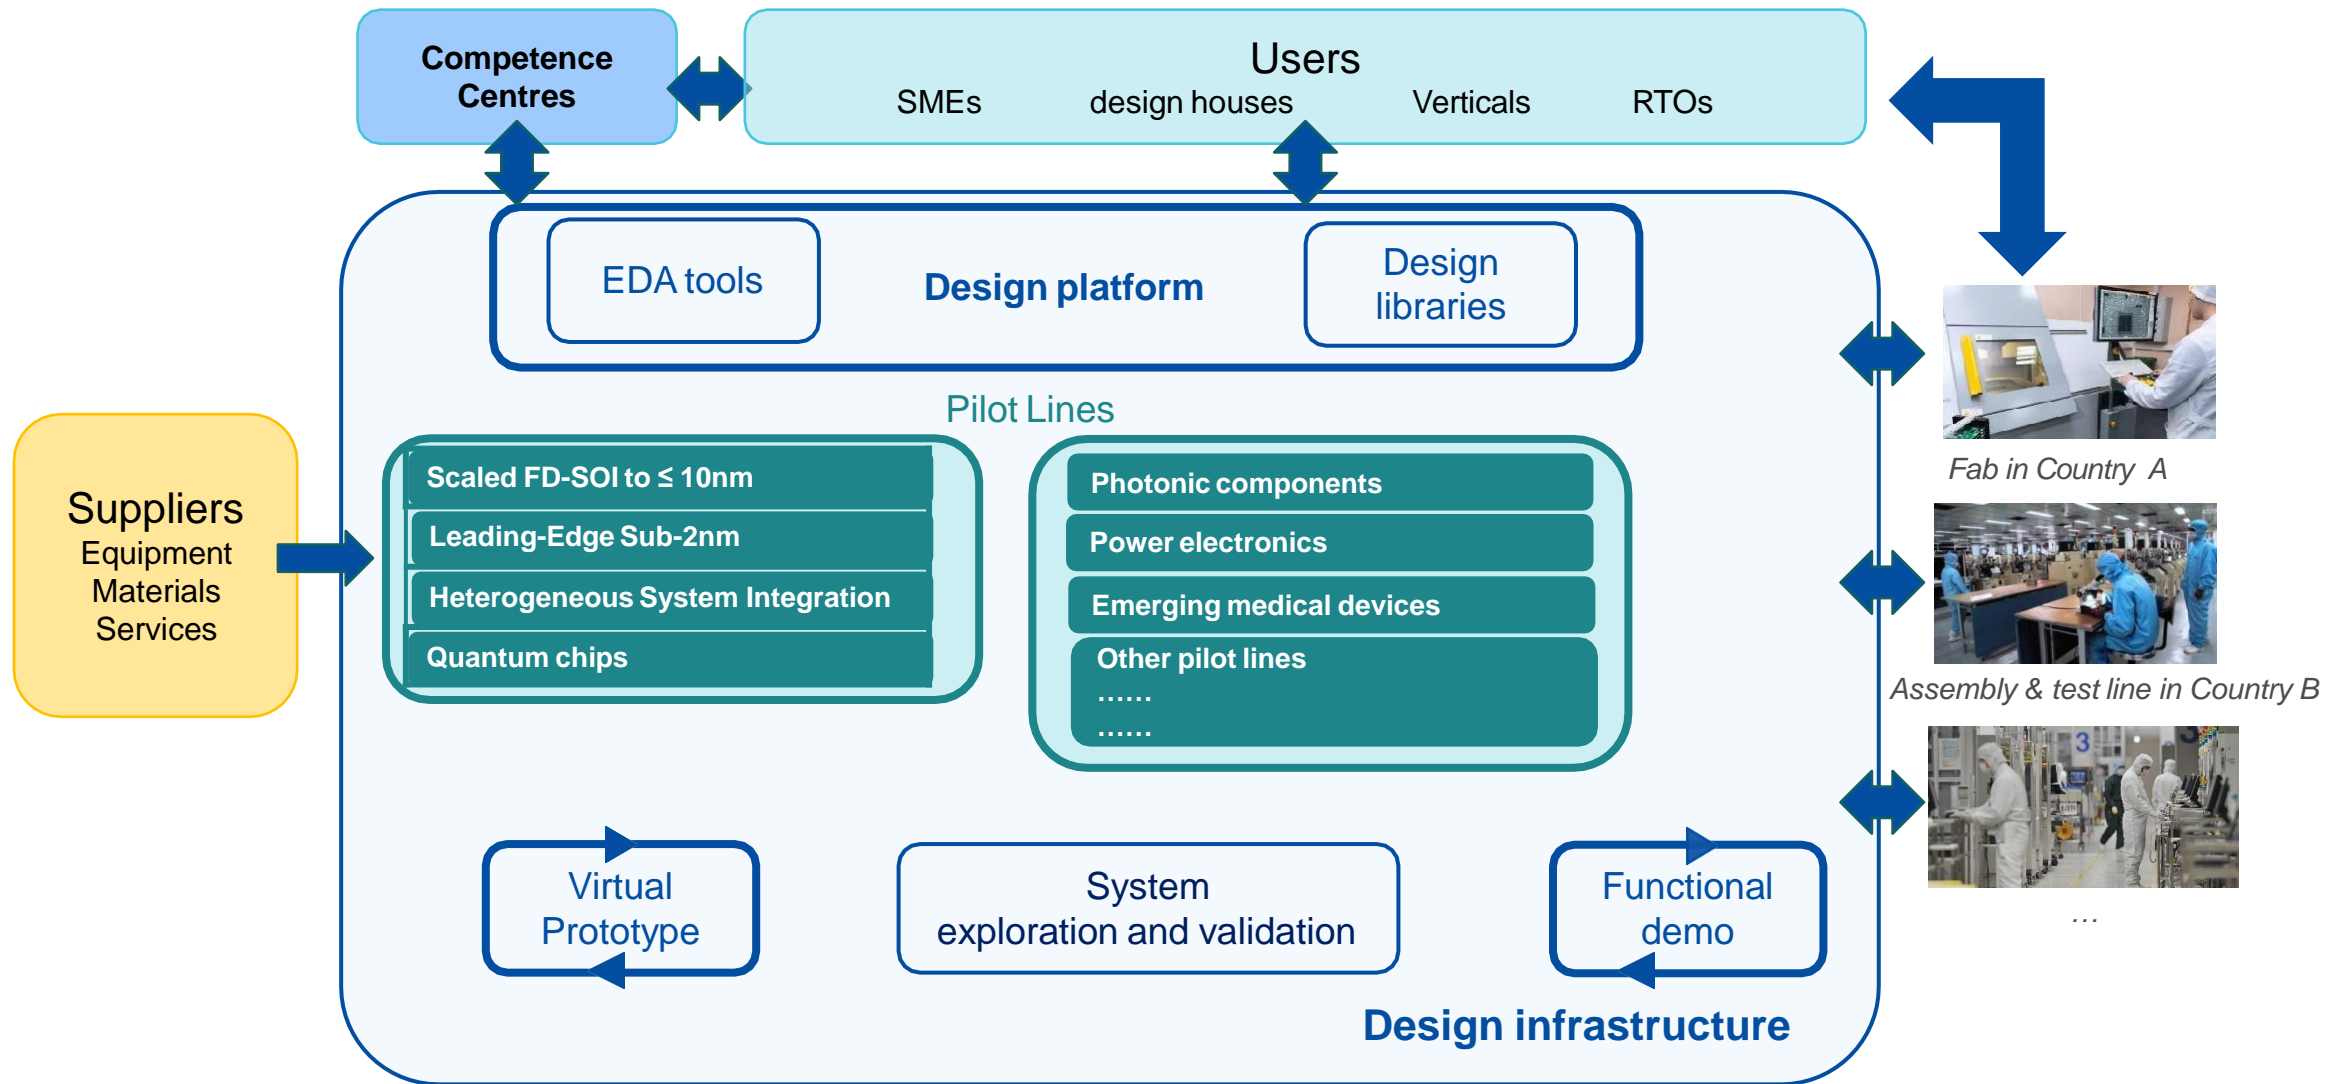 Competence
Centres
Users
SMEs design houses Verticals RTOs
EDA tools
Design platform
Design
libraries
Pilot Lines
Suppliers
Equipment
Materials
Services
Scaled FD-SOI to ≤ 10nm
Leading-Edge Sub-2nm
Heterogeneous System Integration
Quantum chips
Photonic components
Power electronics
Emerging medical devices
Other pilot lines
......
......
Fab in Country A
Assembly & test line in Country B
3
3
...
Virtual
Prototype
System
exploration and validation
Functional
demo
Design infrastructure